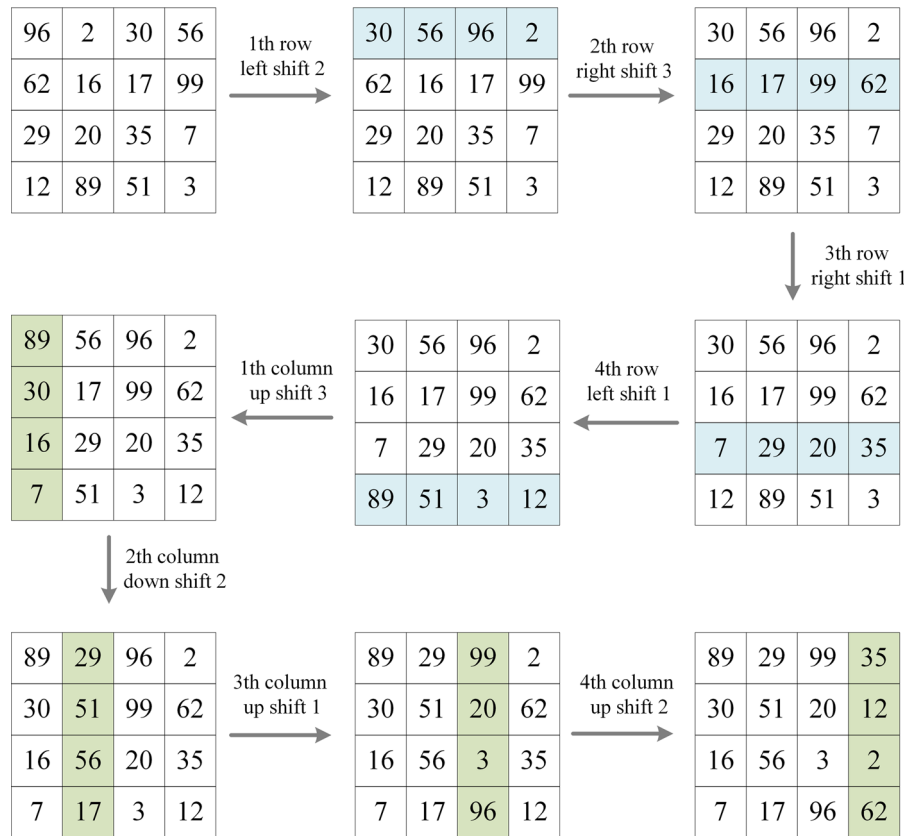 96 2 30 56
62 16 17 99
29 20 35 7
12 89 51 3
1th row
left shift 2
30 56 96 2
62 16 17 99
29 20 35 7
12 89 51 3
2th row
right shift 3
30 56 96 2
16 17 99 62
29 20 35 7
12 89 51 3
3th row
right shift 1
30 56 96 2
16 17 99 62
7 29 20 35
12 89 51 3
4th row
left shift 1
30 56 96 2
16 17 99 62
7 29 20 35
89 51 3 12
1th column
up shift 3
89 56 96 2
30 17 99 62
16 29 20 35
7 51 3 12
2th column
down shift 2
89 29 96 2
30 51 99 62
16 56 20 35
7 17 3 12
3th column
up shift 1
89 29 99 2
30 51 20 62
16 56 3 35
7 17 96 12
4th column
up shift 2
89 29 99 35
30 51 20 12
16 56 3 2
7 17 96 62